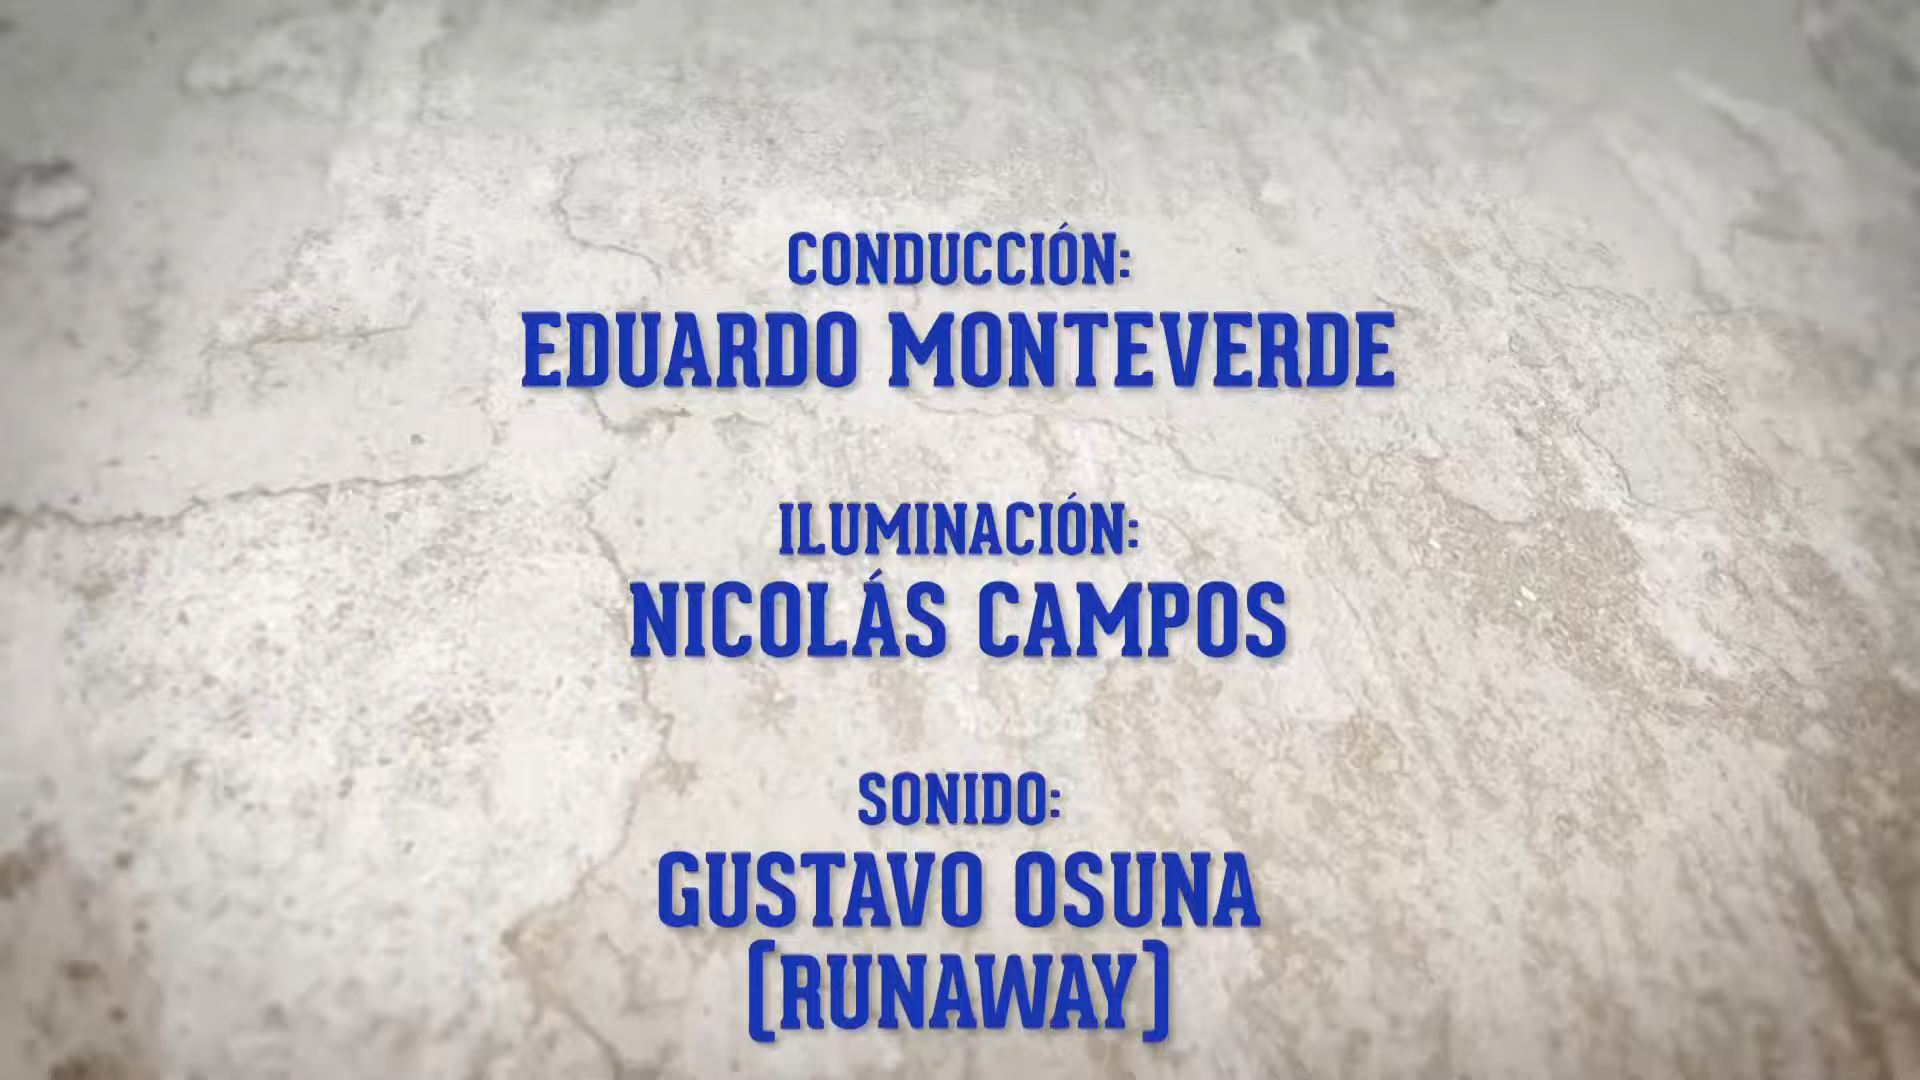 CONDUCCIÓN:
EDUARDO MONTEVERDE
ILUMINACIÓN:
NICOLÁS CAMPOS
SONIDO:
GUSTAVO OSUNA
[RUNAWAY]